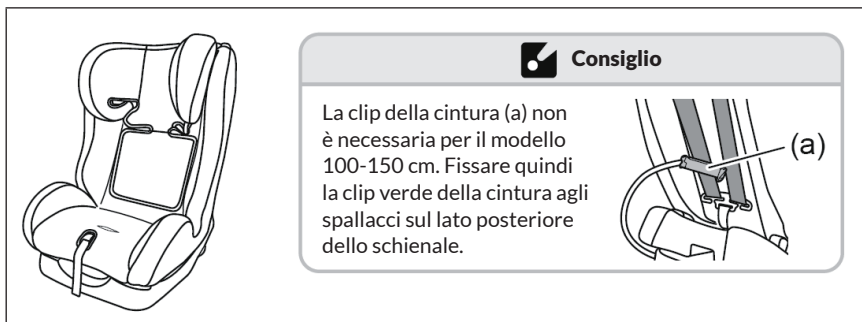 Consiglio
La clip della cintura (a) non
è necessaria per il modello
100-150 cm. Fissare quindi
la clip verde della cintura agli
spallacci sul lato posteriore
dello schienale.
(a)